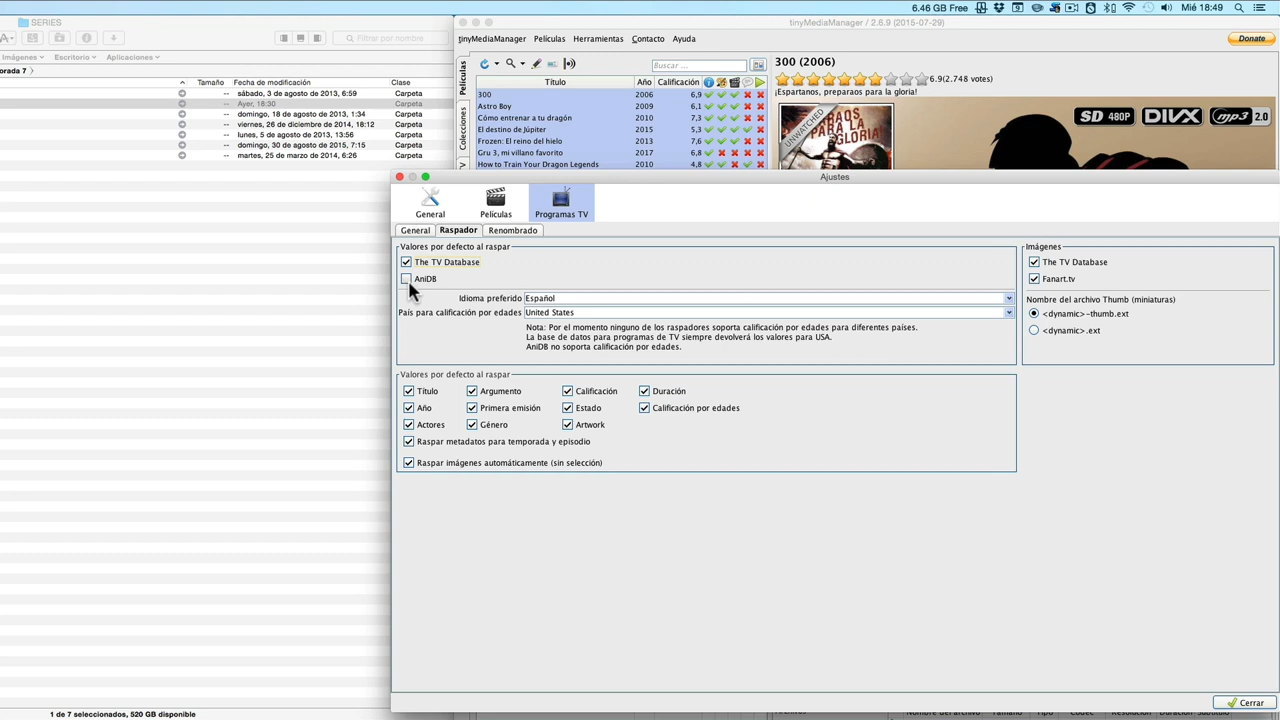 6.46 GB Free
Mié 18:49
SERIES
tinyMediaManager / 2.6.9 (2015-07-29)
Filtrar por nombre
tinyMediaManager Películas Herramientas Contacto Ayuda
Donate
Imágenes Escritorio Aplicaciones
orada 7
Tamaño Fecha de modificación Clase
-- sábado, 3 de agosto de 2013, 6:59 Carpeta
-- Ayer, 18:30 Carpeta
-- domingo, 18 de agosto de 2013, 1:34 Carpeta
-- viernes, 26 de diciembre de 2014, 18:12 Carpeta
-- lunes, 5 de agosto de 2013, 13:56 Carpeta
-- domingo, 30 de agosto de 2015, 7:15 Carpeta
-- martes, 25 de marzo de 2014, 6:26 Carpeta
Películas
Colecciones
Buscar ...
Título Año Calificación
300 2006 6,9
Astro Boy 2009 6,1
Cómo entrenar a tu dragón 2010 7,3
El destino de Júpiter 2015 5,3
Frozen: El reino del hielo 2013 7,6
Gru 3, mi villano favorito 2017 6,8
How to Train Your Dragon Legends 2010 4,8
300 (2006)
6.9(2.748 votes)
¡Espartanos, preparaos para la gloria!
UNWATCHED
PARAOS
PARA LA
GLORIA
SD 480P DIVX mp3 2.0
Ajustes
General Películas Programas TV
General Raspador Renombrado
Valores por defecto al raspar
The TV Database
AniDB
Idioma preferido Español
País para calificación por edades United States
Nota: Por el momento ninguno de los raspadores soporta calificación por edades para diferentes países.
La base de datos para programas de TV siempre devolverá los valores para USA.
AniDB no soporta calificación por edades.
Imágenes
The TV Database
Fanart.tv
Nombre del archivo Thumb (miniaturas)
<dynamic>-thumb.ext
<dynamic>.ext
Valores por defecto al raspar
Título Argumento Calificación Duración
Año Primera emisión Estado Calificación por edades
Actores Género Artwork
Raspar metadatos para temporada y episodio
Raspar imágenes automáticamente (sin selección)
Cerrar
1 de 7 seleccionados, 520 GB disponible